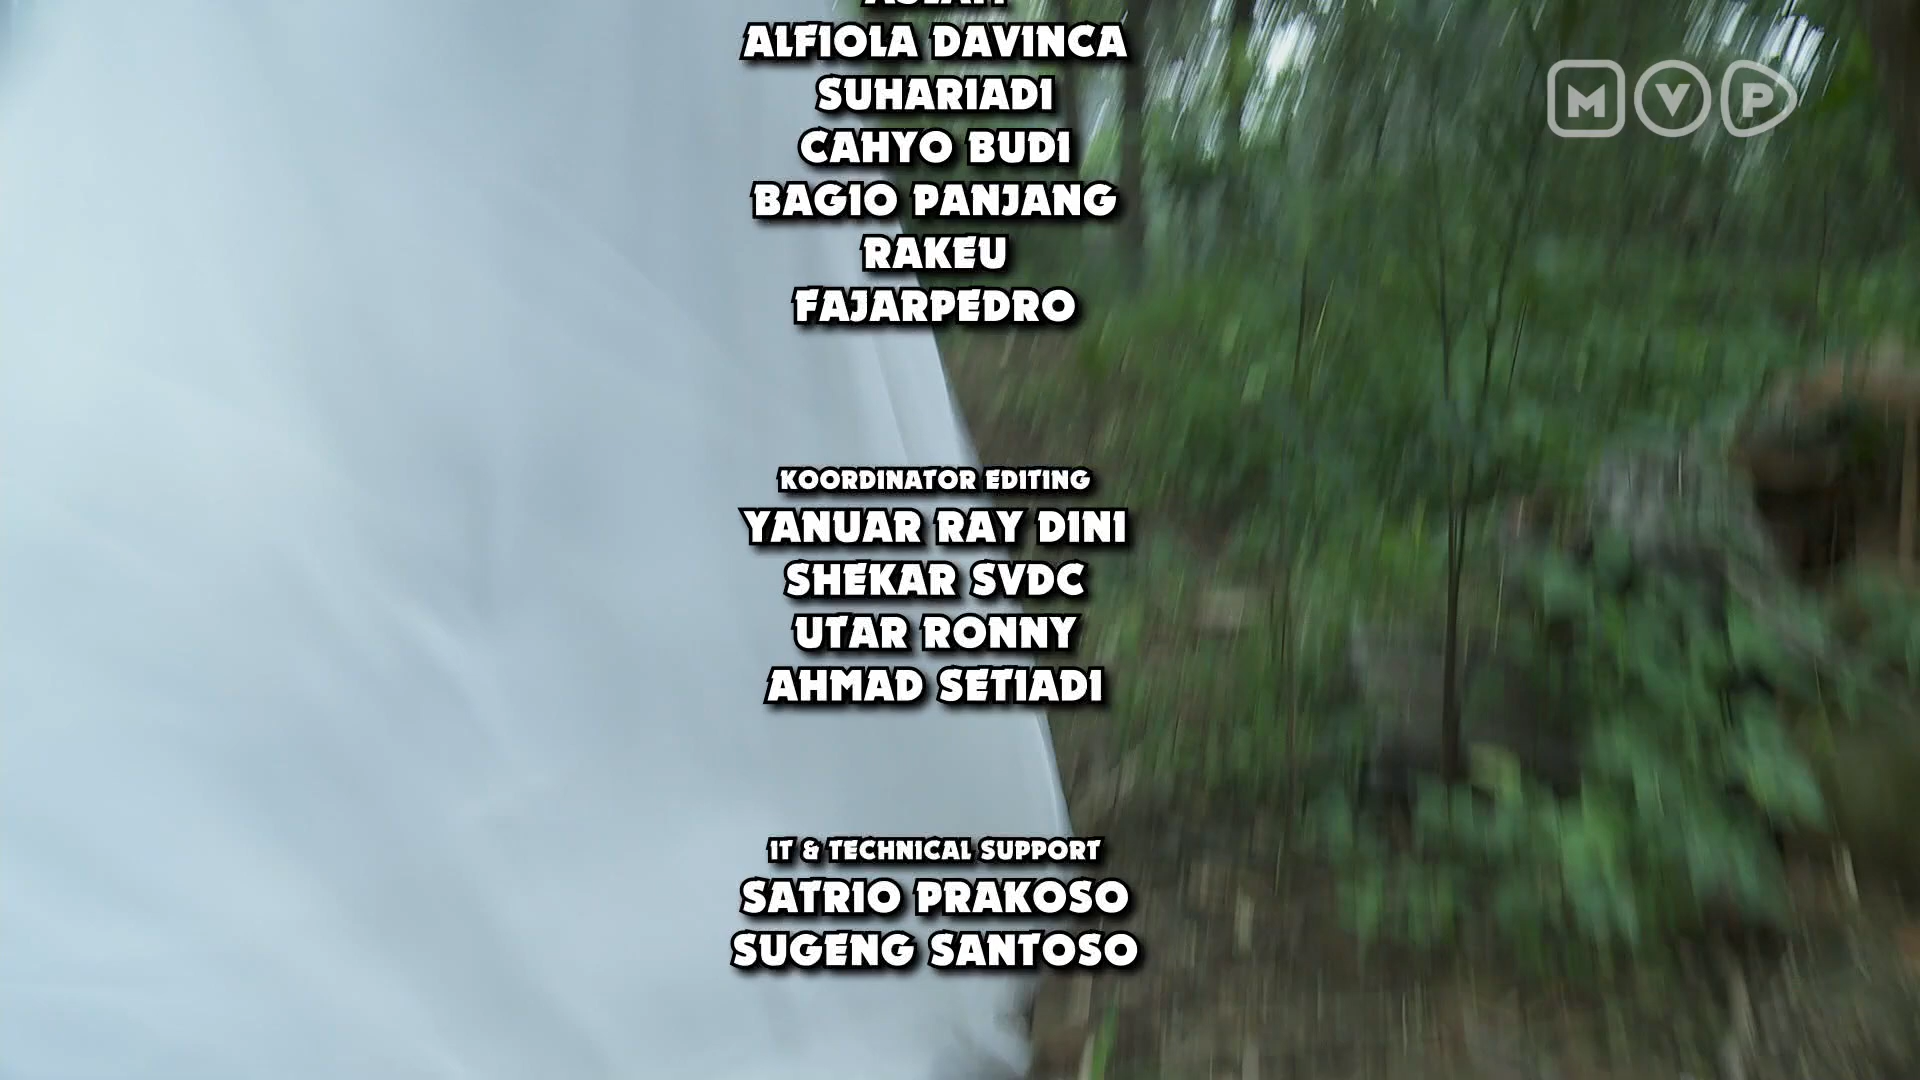 ALFIOLA DAVINCA
SUHARIADI
CAHYO BUDI
BAGIO PANJANG
RAKEU
FAJARPEDRO
KOORDINATOR EDITING
YANUAR RAY DINI
SHEKAR SVDC
UTAR RONNY
AHMAD SETIADI
IT & TECHNICAL SUPPORT
SATRIO PRAKOSO
SUGENG SANTOSO
MVP